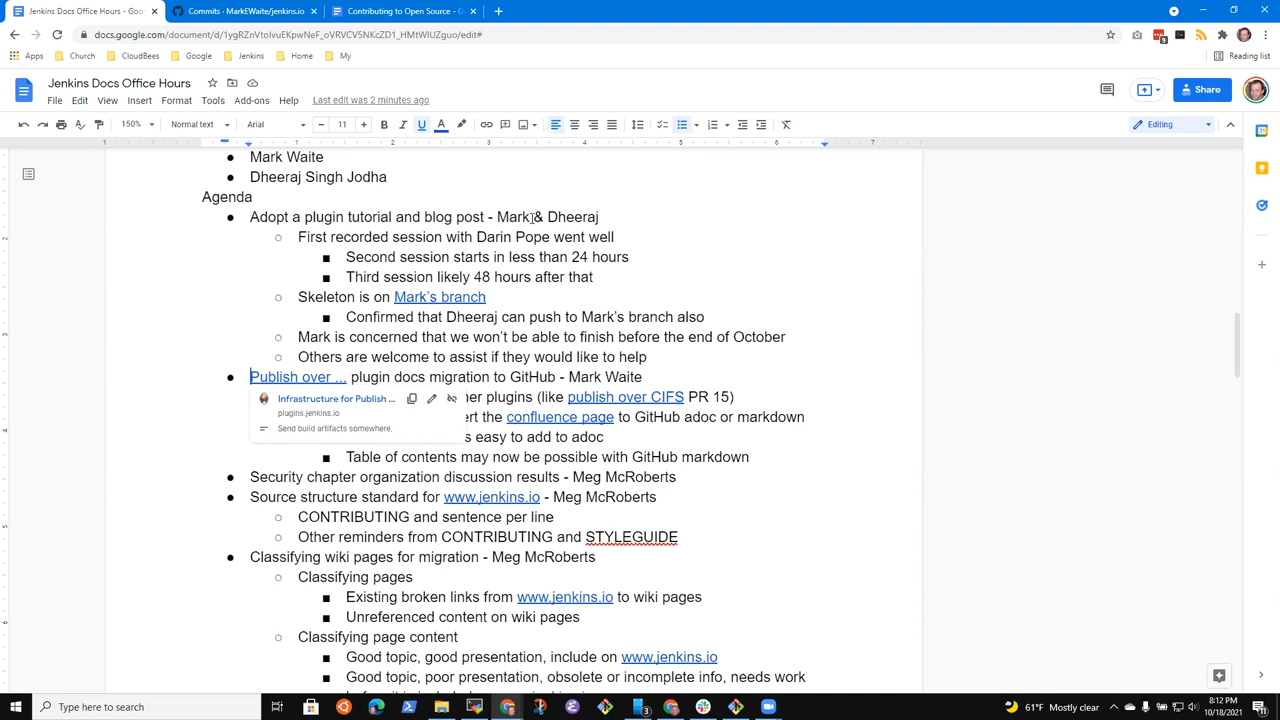 Jenkins Docs Office Hours - Goo
Commits · MarkEWaite/jenkins.io
Contributing to Open Source - G
docs.google.com/document/d/1ygRZnVtoIvuEKpwNeF_oVRVCV5NKcZD1_HMtWIUZguo/edit#
Apps
Church
CloudBees
Google
Jenkins
Home
My
Reading list
Jenkins Docs Office Hours
File Edit View Insert Format Tools Add-ons Help Last edit was 2 minutes ago
Share
150% Normal text Arial 11 Editing
1 1 2 3 4 5 6 7
Mark Waite
Dheeraj Singh Jodha
Agenda
Adopt a plugin tutorial and blog post - Mark & Dheeraj
First recorded session with Darin Pope went well
Second session starts in less than 24 hours
Third session likely 48 hours after that
Skeleton is on Mark's branch
Confirmed that Dheeraj can push to Mark's branch also
Mark is concerned that we won't be able to finish before the end of October
Others are welcome to assist if they would like to help
Publish over ... plugin docs migration to GitHub - Mark Waite
her plugins (like publish over CIFS PR 15)
Infrastructure for Publish ...
plugins.jenkins.io
ert the confluence page to GitHub adoc or markdown
Send build artifacts somewhere.
s easy to add to adoc
Table of contents may now be possible with GitHub markdown
Security chapter organization discussion results - Meg McRoberts
Source structure standard for www.jenkins.io - Meg McRoberts
CONTRIBUTING and sentence per line
Other reminders from CONTRIBUTING and STYLEGUIDE
Classifying wiki pages for migration - Meg McRoberts
Classifying pages
Existing broken links from www.jenkins.io to wiki pages
Unreferenced content on wiki pages
Classifying page content
Good topic, good presentation, include on www.jenkins.io
Good topic, poor presentation, obsolete or incomplete info, needs work
Type here to search
61°F Mostly clear
8:12 PM
10/18/2021